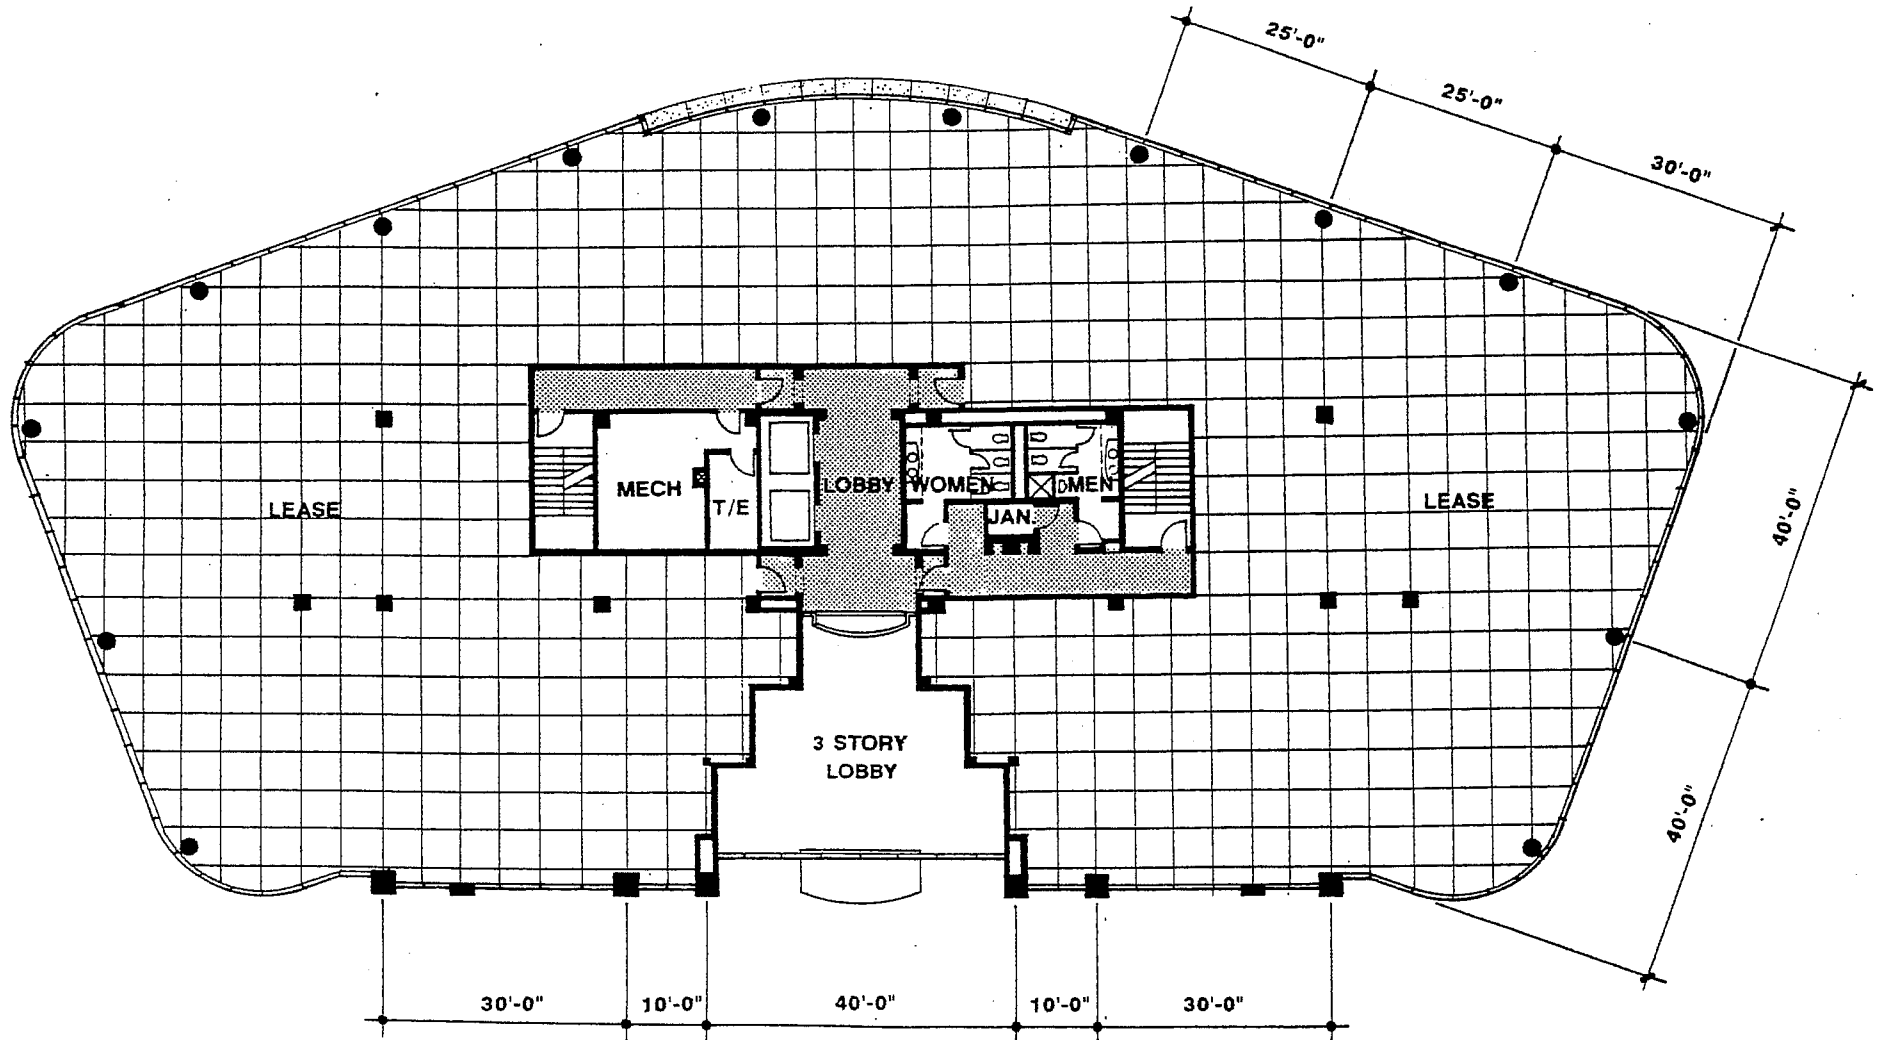 25'-0"
25'-0"
30'-0"
40'-0"
40'-0"
LEASE
MECH
T/E
LOBBY
WOMEN
MEN
JAN.
LEASE
3 STORY
LOBBY
30'-0"
10'-0"
40'-0"
10'-0"
30'-0"